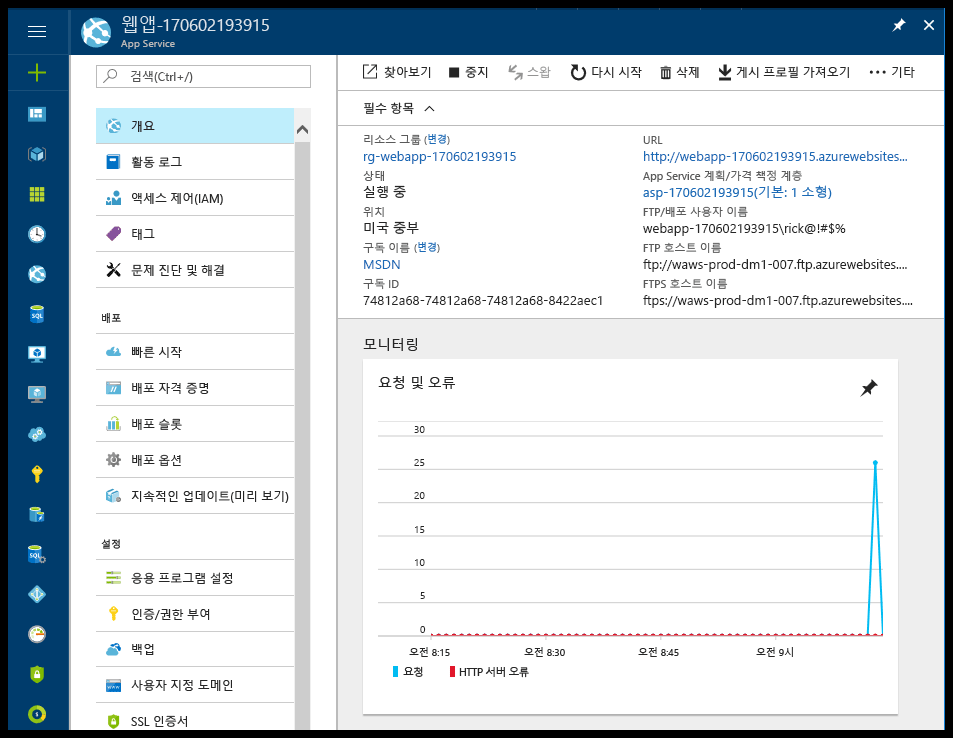 웹앱-170602193915
App Service
검색(Ctrl+/)
개요
활동 로그
액세스 제어(IAM)
태그
문제 진단 및 해결
배포
빠른 시작
배포 자격 증명
배포 슬롯
배포 옵션
지속적인 업데이트(미리 보기)
설정
응용 프로그램 설정
인증/권한 부여
백업
사용자 지정 도메인
SSL 인증서
찾아보기 중지 스왑 다시 시작 삭제 게시 프로필 가져오기 기타
필수 항목
리소스 그룹 (변경)
rg-webapp-170602193915
상태
실행 중
위치
미국 중부
구독 이름 (변경)
MSDN
구독 ID
74812a68-74812a68-74812a68-8422aec1
URL
http://webapp-170602193915.azurewebsites...
App Service 계획/가격 책정 계층
asp-170602193915(기본: 1 소형)
FTP/배포 사용자 이름
webapp-170602193915\rick@!#$%
FTP 호스트 이름
ftp://waws-prod-dm1-007.ftp.azurewebsites....
FTPS 호스트 이름
ftps://waws-prod-dm1-007.ftp.azurewebsites....
모니터링
요청 및 오류
30
25
20
15
10
5
0
오전 8:15 오전 8:30 오전 8:45 오전 9시
요청 HTTP 서버 오류